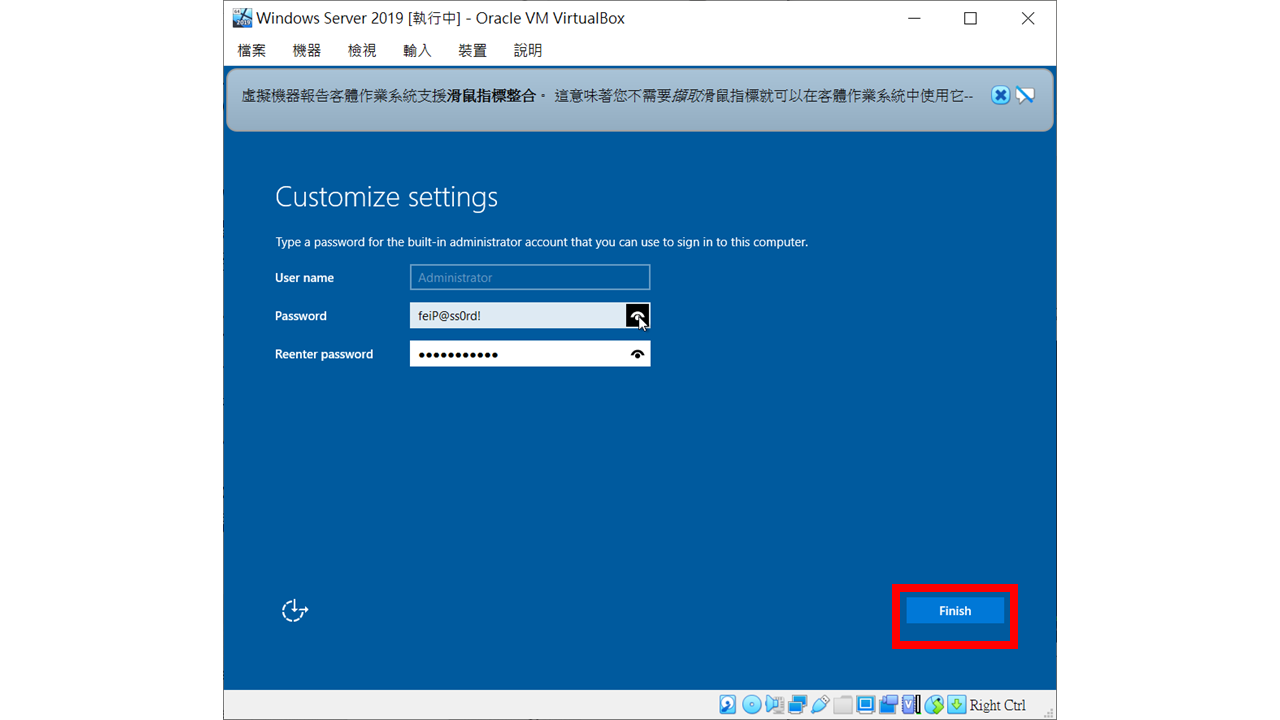 Windows Server 2019 [執行中] - Oracle VM VirtualBox
檔案 機器 檢視 輸入 裝置 說明
虛擬機器報告客體作業系統支援滑鼠指標整合。 這意味著您不需要擷取滑鼠指標就可以在客體作業系統中使用它--
Customize settings
Type a password for the built-in administrator account that you can use to sign in to this computer.
User name Administrator
Password feiP@ss0rd!
Reenter password ●●●●●●●●●●●
Finish
Right Ctrl